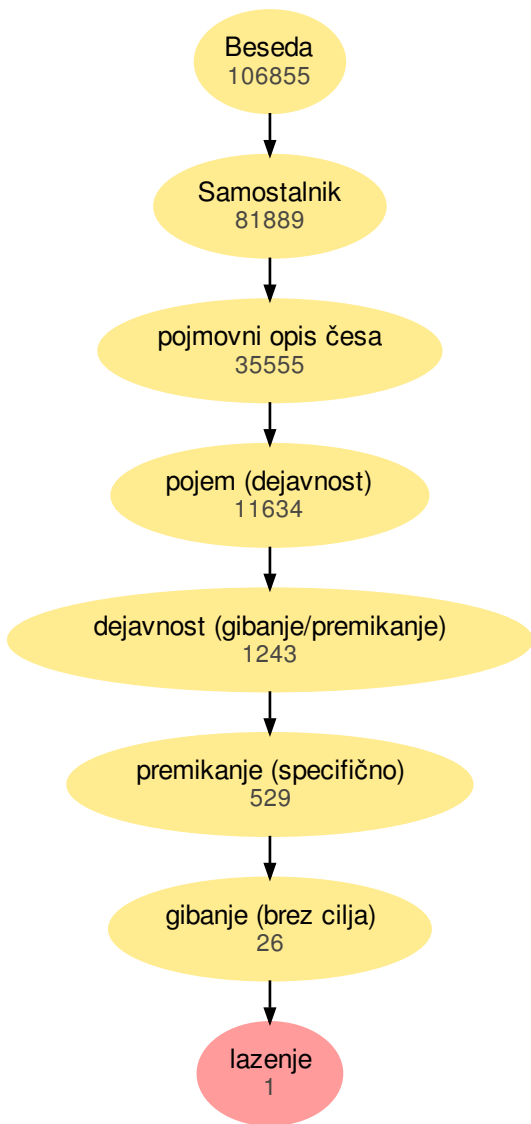 Beseda
106855
Samostalnik
81889
pojmovni opis česa
35555
pojem (dejavnost)
11634
dejavnost (gibanje/premikanje)
1243
premikanje (specifično)
529
gibanje (brez cilja)
26
lazenje
1